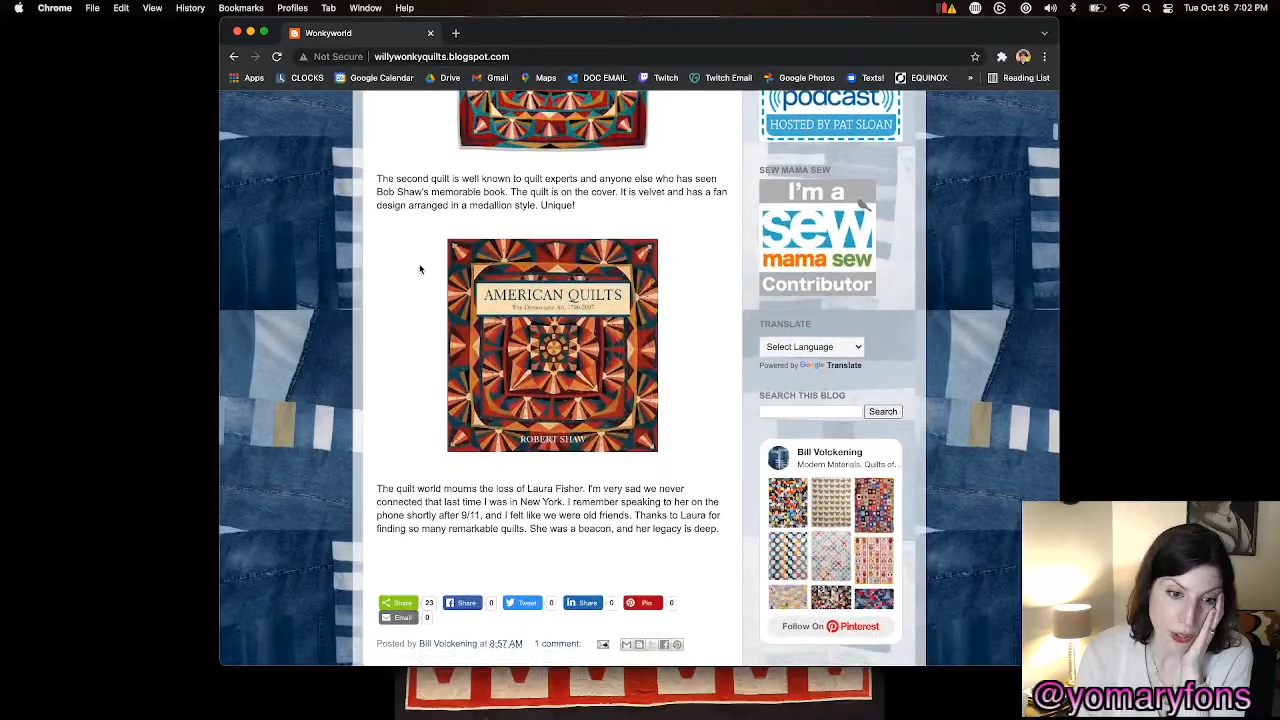 Chrome File Edit View History Bookmarks Profiles Tab Window Help
Tue Oct 26 7:02 PM
Wonkyworld
Not Secure willywonkyquilts.blogspot.com
Apps CLOCKS Google Calendar Drive Gmail Maps DOC EMAIL Twitch Twitch Email Google Photos Texts! EQUINOX » Reading List
podcast
HOSTED BY PAT SLOAN
The second quilt is well known to quilt experts and anyone else who has seen
Bob Shaw's memorable book. The quilt is on the cover. It is velvet and has a fan
design arranged in a medallion style. Unique!
AMERICAN QUILTS
The Democratic Art, 1780-2007
ROBERT SHAW
The quilt world mourns the loss of Laura Fisher. I'm very sad we never
connected that last time I was in New York. I remember speaking to her on the
phone shortly after 9/11, and I felt like we were old friends. Thanks to Laura for
finding so many remarkable quilts. She was a beacon, and her legacy is deep.
Share 23 Share 0 Tweet 0 Share 0 Pin 0
Email 0
Posted by Bill Volckening at 8:57 AM 1 comment:
SEW MAMA SEW
I'm a
sew
mama sew
Contributor
TRANSLATE
Select Language
Powered by Google Translate
SEARCH THIS BLOG
Search
Bill Volckening
Modern Materials, Quilts of...
Follow On Pinterest
@yomaryfons